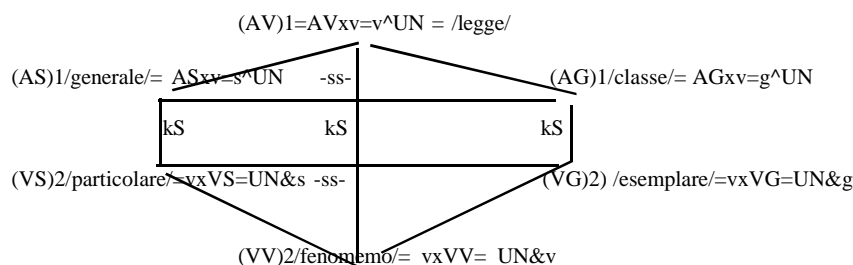 (AV)1=AVxv=v^UN = /legge/
(AS)1/generale/= ASxv=s^UN -ss- (AG)1/classe/= AGxv=g^UN
kS kS kS
(VS)2/particolare/=vxVS=UN&s -ss- (VG)2) /esemplare/=vxVG=UN&g
(VV)2/fenomemo/= vxVV= UN&v